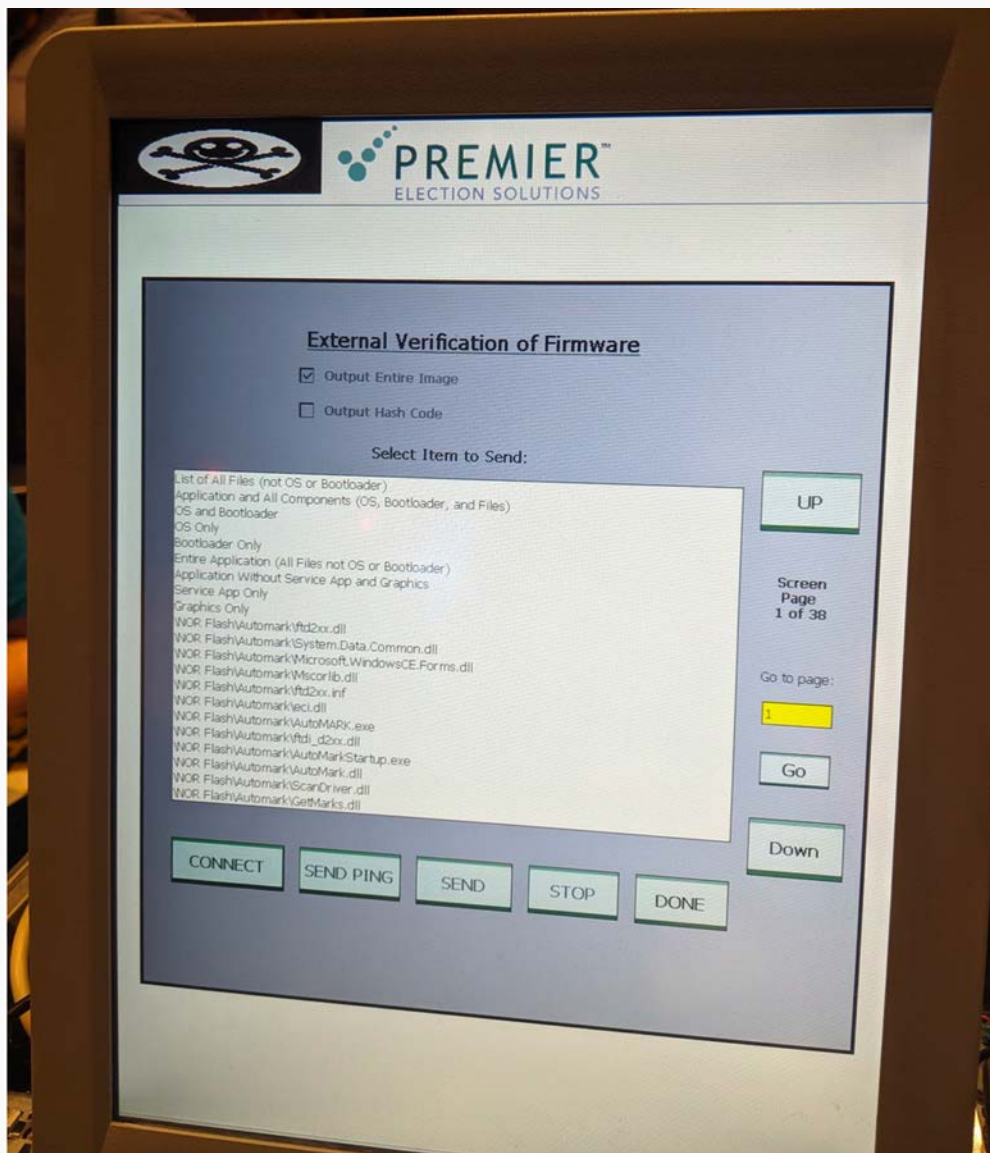 PREMIER™
ELECTION SOLUTIONS
External Verification of Firmware
Output Entire Image
Output Hash Code
Select Item to Send:
List of All Files (not OS or Bootloader)
Application and All Components (OS, Bootloader, and Files)
OS and Bootloader
OS Only
Bootloader Only
Entire Application (All Files not OS or Bootloader)
Application Without Service App and Graphics
Service App Only
Graphics Only
\NOR Flash\Automark\ftd2xx.dll
\NOR Flash\Automark\System.Data.Common.dll
\NOR Flash\Automark\Microsoft.WindowsCE.Forms.dll
\NOR Flash\Automark\Mscorlib.dll
\NOR Flash\Automark\ftd2xx.inf
\NOR Flash\Automark\eci.dll
\NOR Flash\Automark\AutoMARK.exe
\NOR Flash\Automark\ftdi_d2xx.dll
\NOR Flash\Automark\AutoMarkStartup.exe
\NOR Flash\Automark\AutoMark.dll
\NOR Flash\Automark\ScanDriver.dll
\NOR Flash\Automark\GetMarks.dll
UP
Screen
Page
1 of 38
Go to page:
1
Go
Down
CONNECT
SEND PING
SEND
STOP
DONE